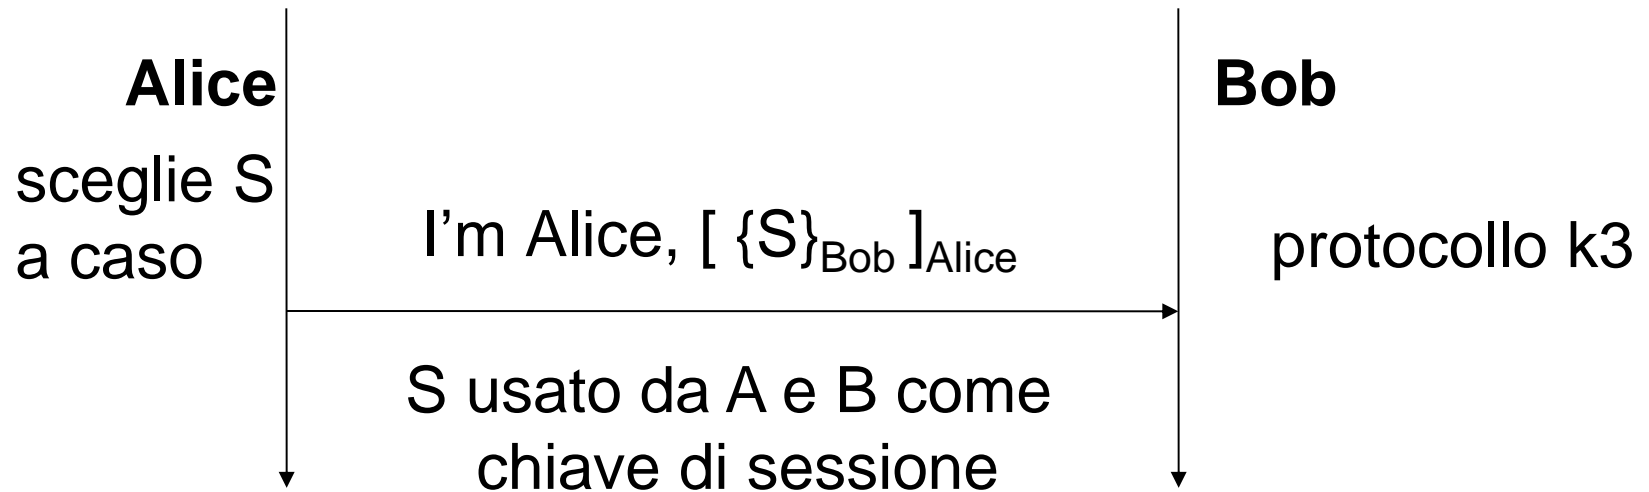 Alice
Bob
sceglie S
a caso
I'm Alice, [ {S}Bob ]Alice
protocollo k3
S usato da A e B come
chiave di sessione